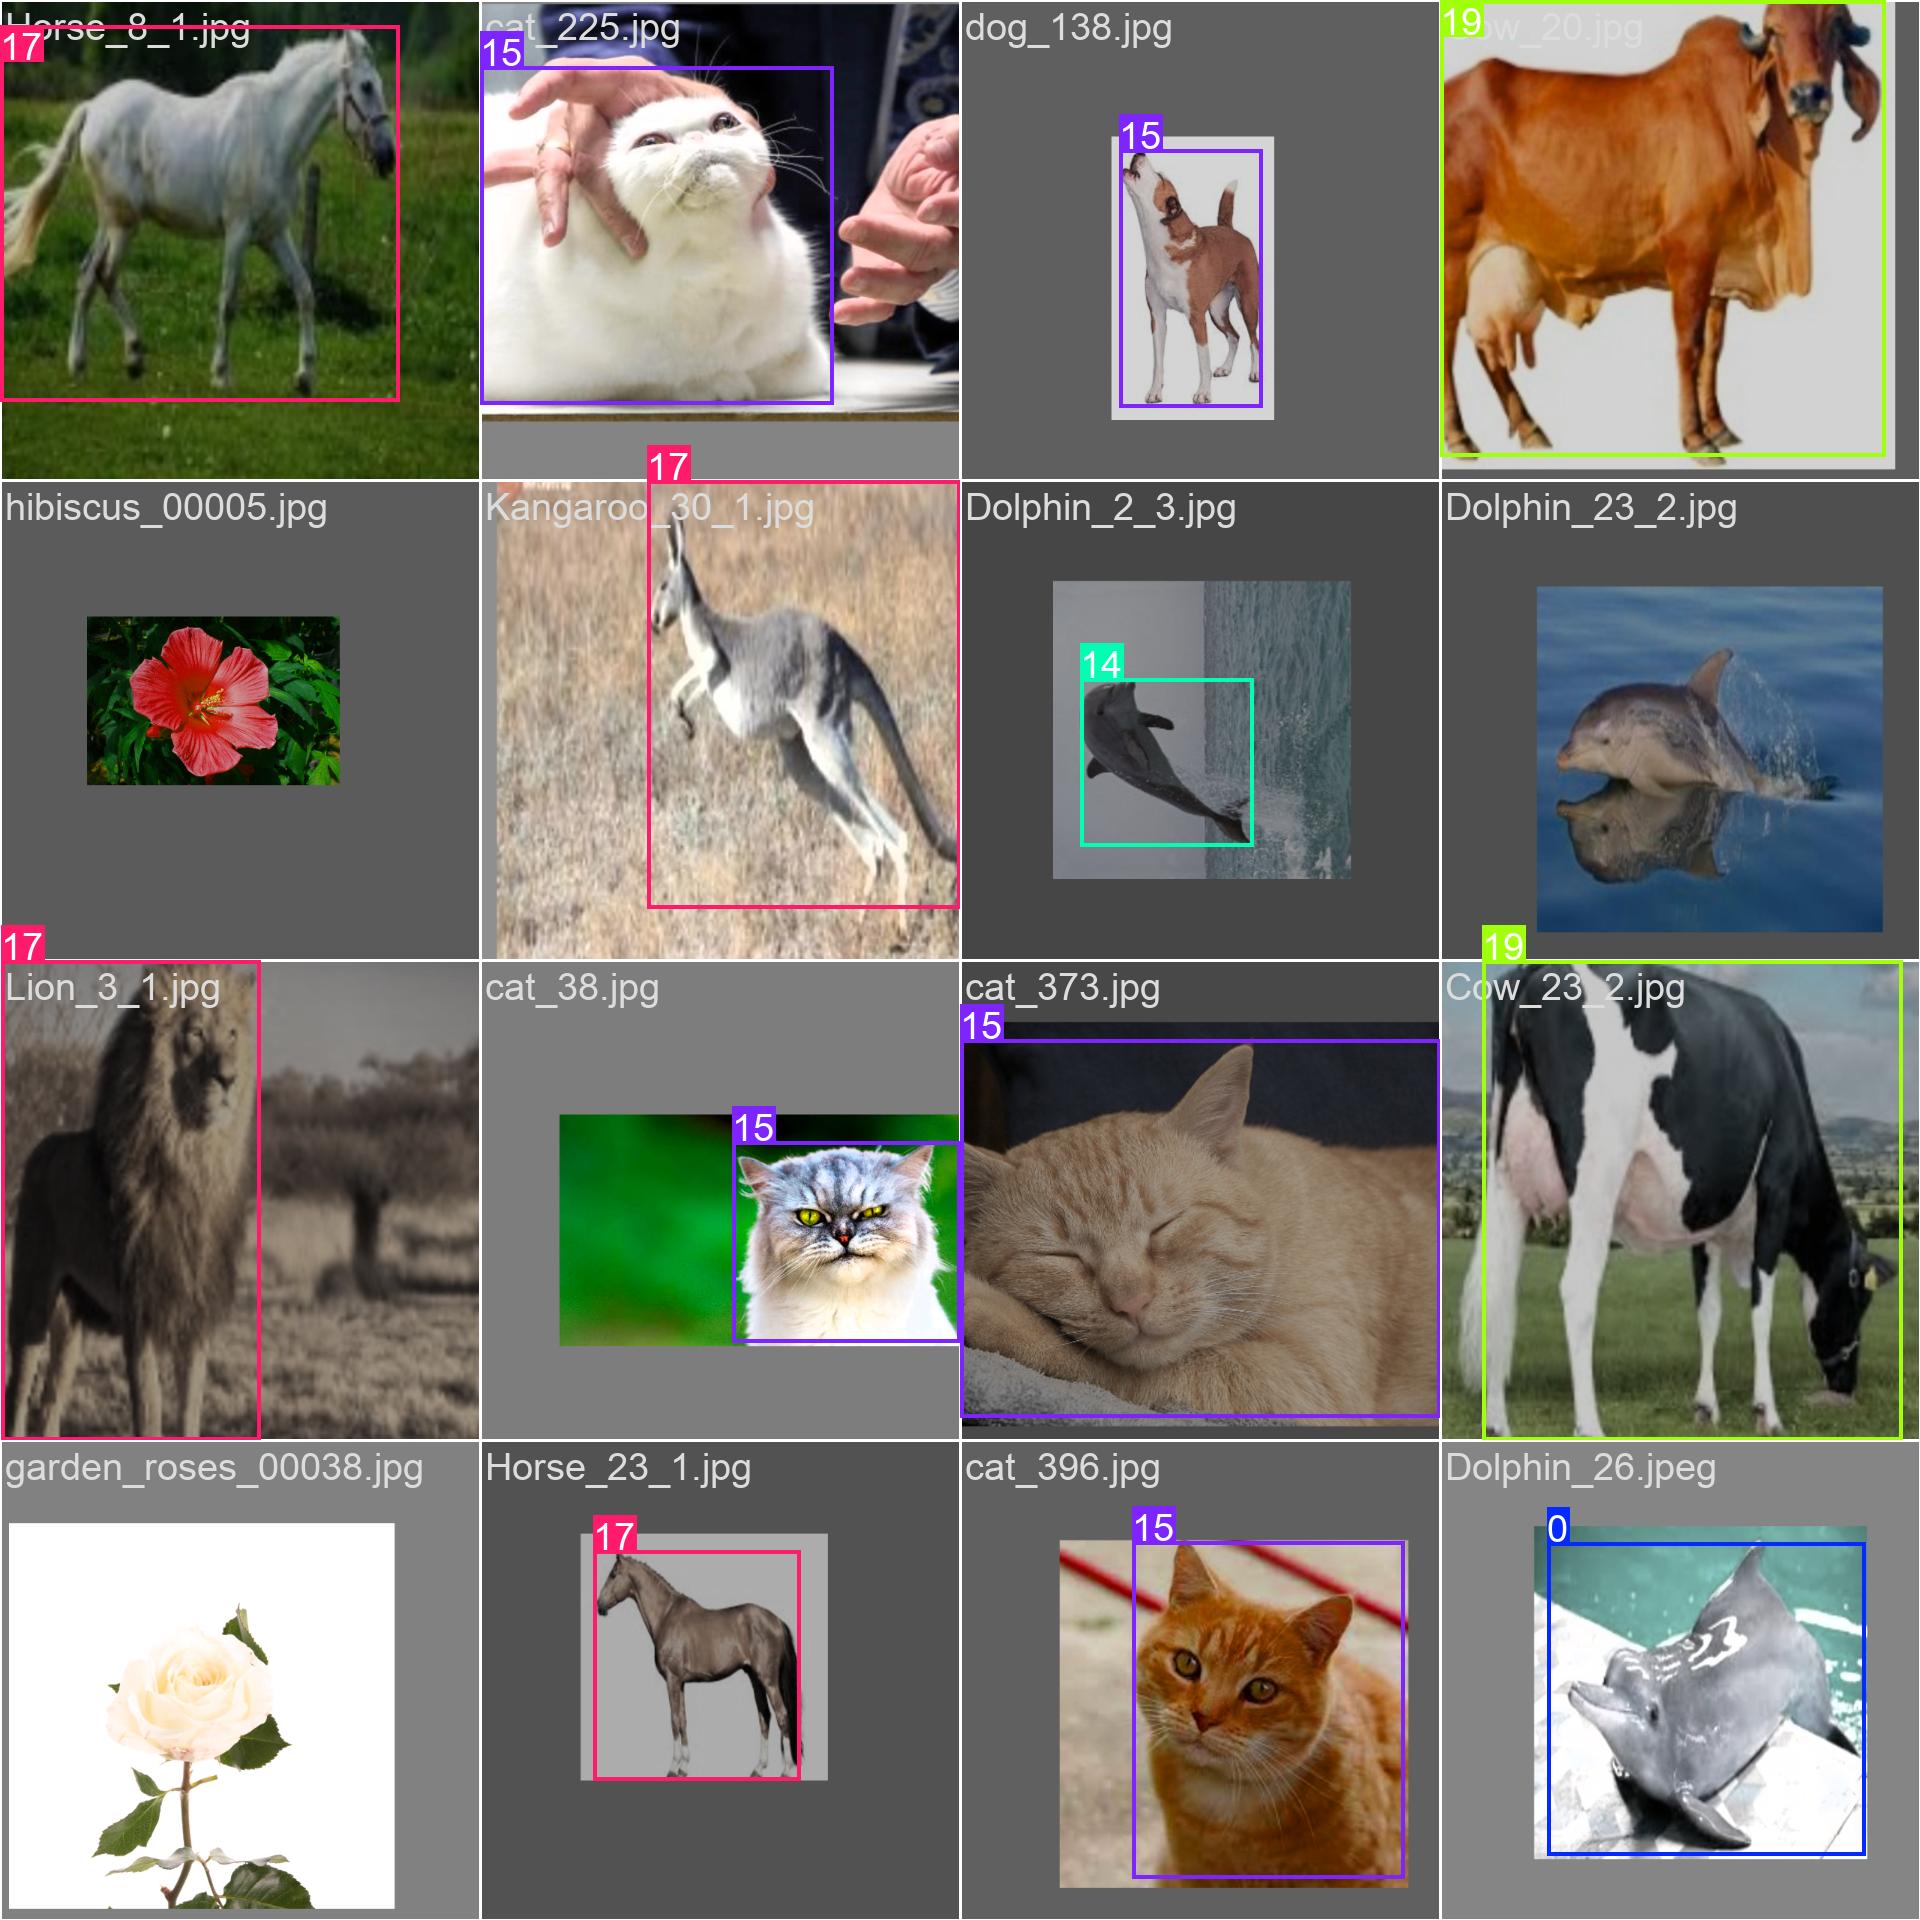 Horse_8_1.jpg
17
cat_225.jpg
15
dog_138.jpg
15
Cow_20.jpg
19
hibiscus_00005.jpg
Kangaroo_30_1.jpg
17
Dolphin_2_3.jpg
14
Dolphin_23_2.jpg
Lion_3_1.jpg
17
cat_38.jpg
15
cat_373.jpg
15
Cow_23_2.jpg
19
garden_roses_00038.jpg
Horse_23_1.jpg
17
cat_396.jpg
15
Dolphin_26.jpeg
0